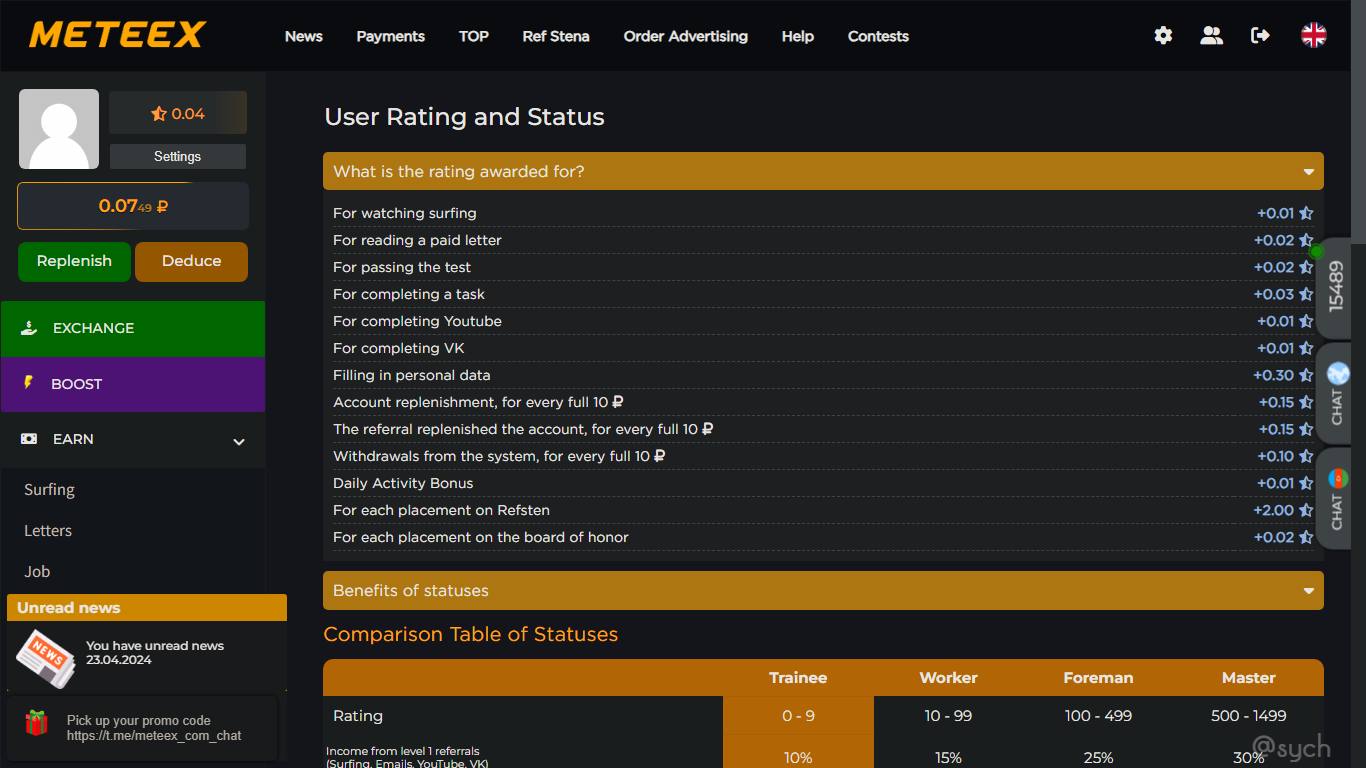 METEEX
News Payments TOP Ref Stena Order Advertising Help Contests
0.04
Settings
0.0749 ₽
Replenish Deduce
EXCHANGE
BOOST
EARN
Surfing
Letters
Job
Unread news
NEWS
You have unread news
23.04.2024
Pick up your promo code
https://t.me/meteex_com_chat
User Rating and Status
What is the rating awarded for?
For watching surfing +0.01
For reading a paid letter +0.02
For passing the test +0.02
For completing a task +0.03
For completing Youtube +0.01
For completing VK +0.01
Filling in personal data +0.30
Account replenishment, for every full 10 ₽ +0.15
The referral replenished the account, for every full 10 ₽ +0.15
Withdrawals from the system, for every full 10 ₽ +0.10
Daily Activity Bonus +0.01
For each placement on Refsten +2.00
For each placement on the board of honor +0.02
Benefits of statuses
Comparison Table of Statuses
Trainee Worker Foreman Master
Rating 0 - 9 10 - 99 100 - 499 500 - 1499
Income from level 1 referrals
(Surfing, Emails, YouTube, VK) 10% 15% 25% 30%
15489
CHAT
CHAT
@sych